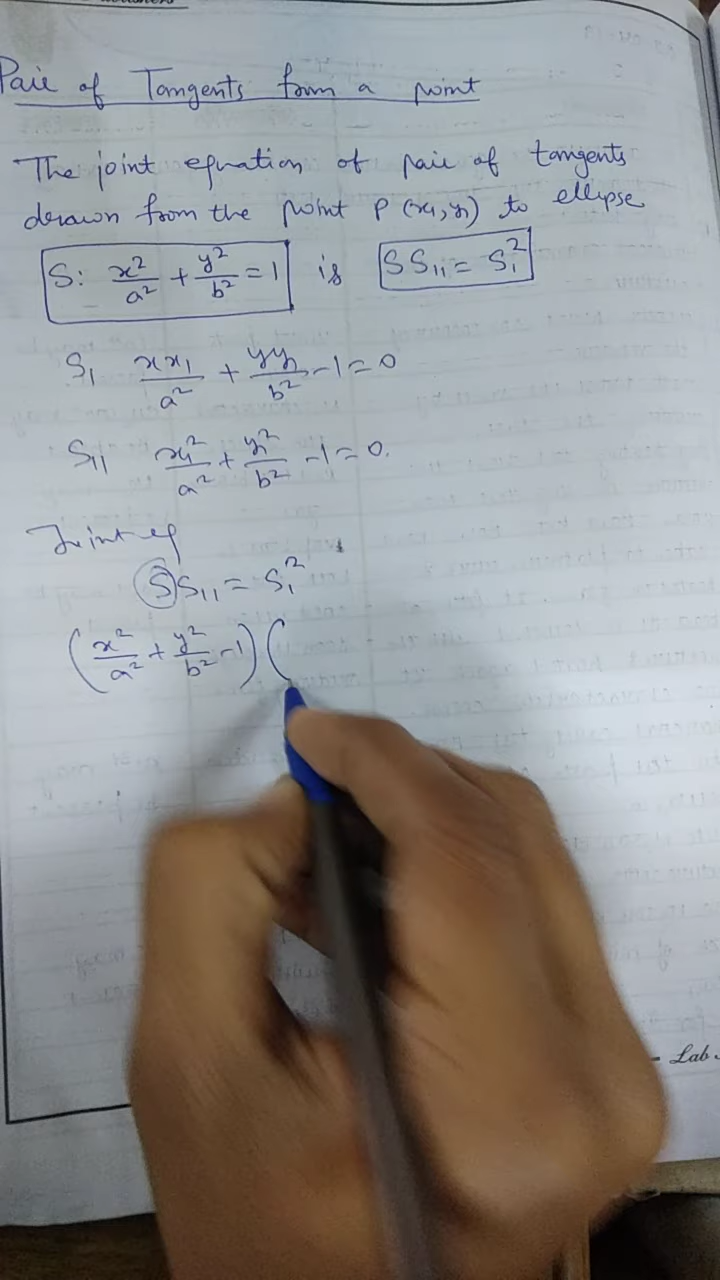 Pair of Tangents from a point
The joint equation of pair of tangents
drawn from the point P (x₁, y₁) to ellipse
S: x²/a² + y²/b² = 1 is SS₁₁ = S₁²
S₁ xx₁/a² + yy₁/b² - 1 = 0
S₁₁ x₁²/a² + y₁²/b² - 1 = 0.
Joint eq
SS₁₁ = S₁²
(x²/a² + y²/b² - 1) (
Lab